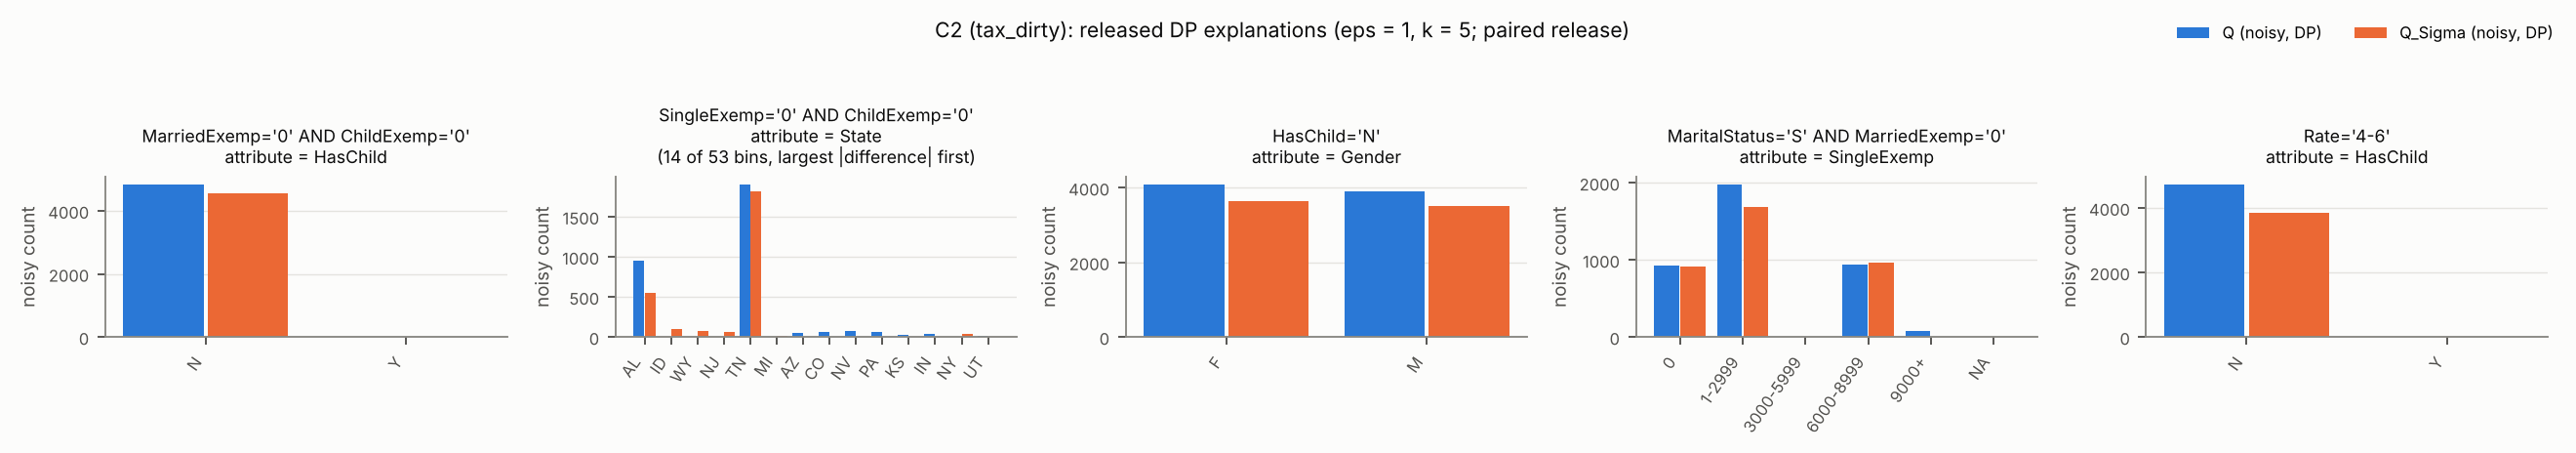 C2 (tax_dirty): released DP explanations (eps = 1, k = 5; paired release)
Q (noisy, DP)
Q_Sigma (noisy, DP)
MarriedExemp='0' AND ChildExemp='0'
attribute = HasChild
noisy count
4000
2000
0
N
Y
SingleExemp='0' AND ChildExemp='0'
attribute = State
(14 of 53 bins, largest |difference| first)
noisy count
1500
1000
500
0
AL
ID
WY
NJ
TN
MI
AZ
CO
NV
PA
KS
IN
NY
UT
HasChild='N'
attribute = Gender
noisy count
4000
2000
0
F
M
MaritalStatus='S' AND MarriedExemp='0'
attribute = SingleExemp
noisy count
2000
1000
0
0
1-2999
3000-5999
6000-8999
9000+
NA
Rate='4-6'
attribute = HasChild
noisy count
4000
2000
0
N
Y